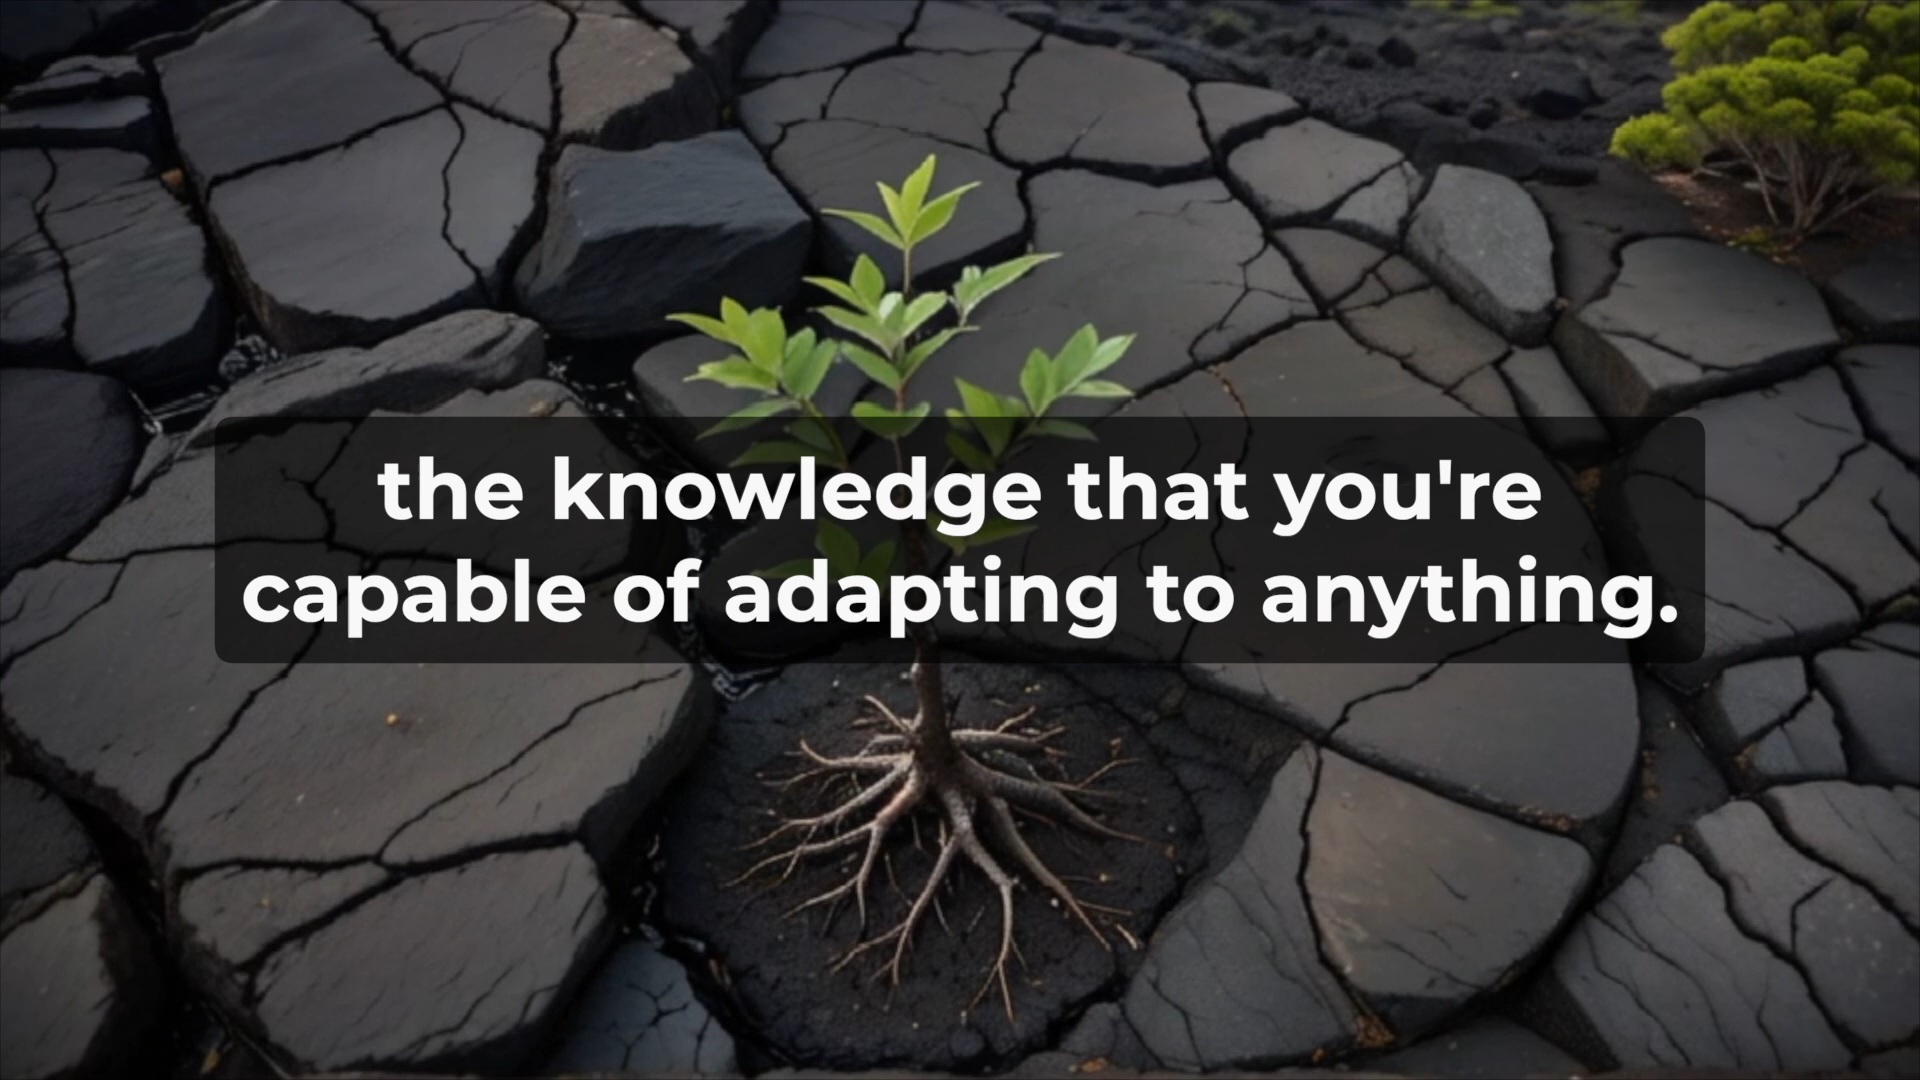 the knowledge that you're
capable of adapting to anything.